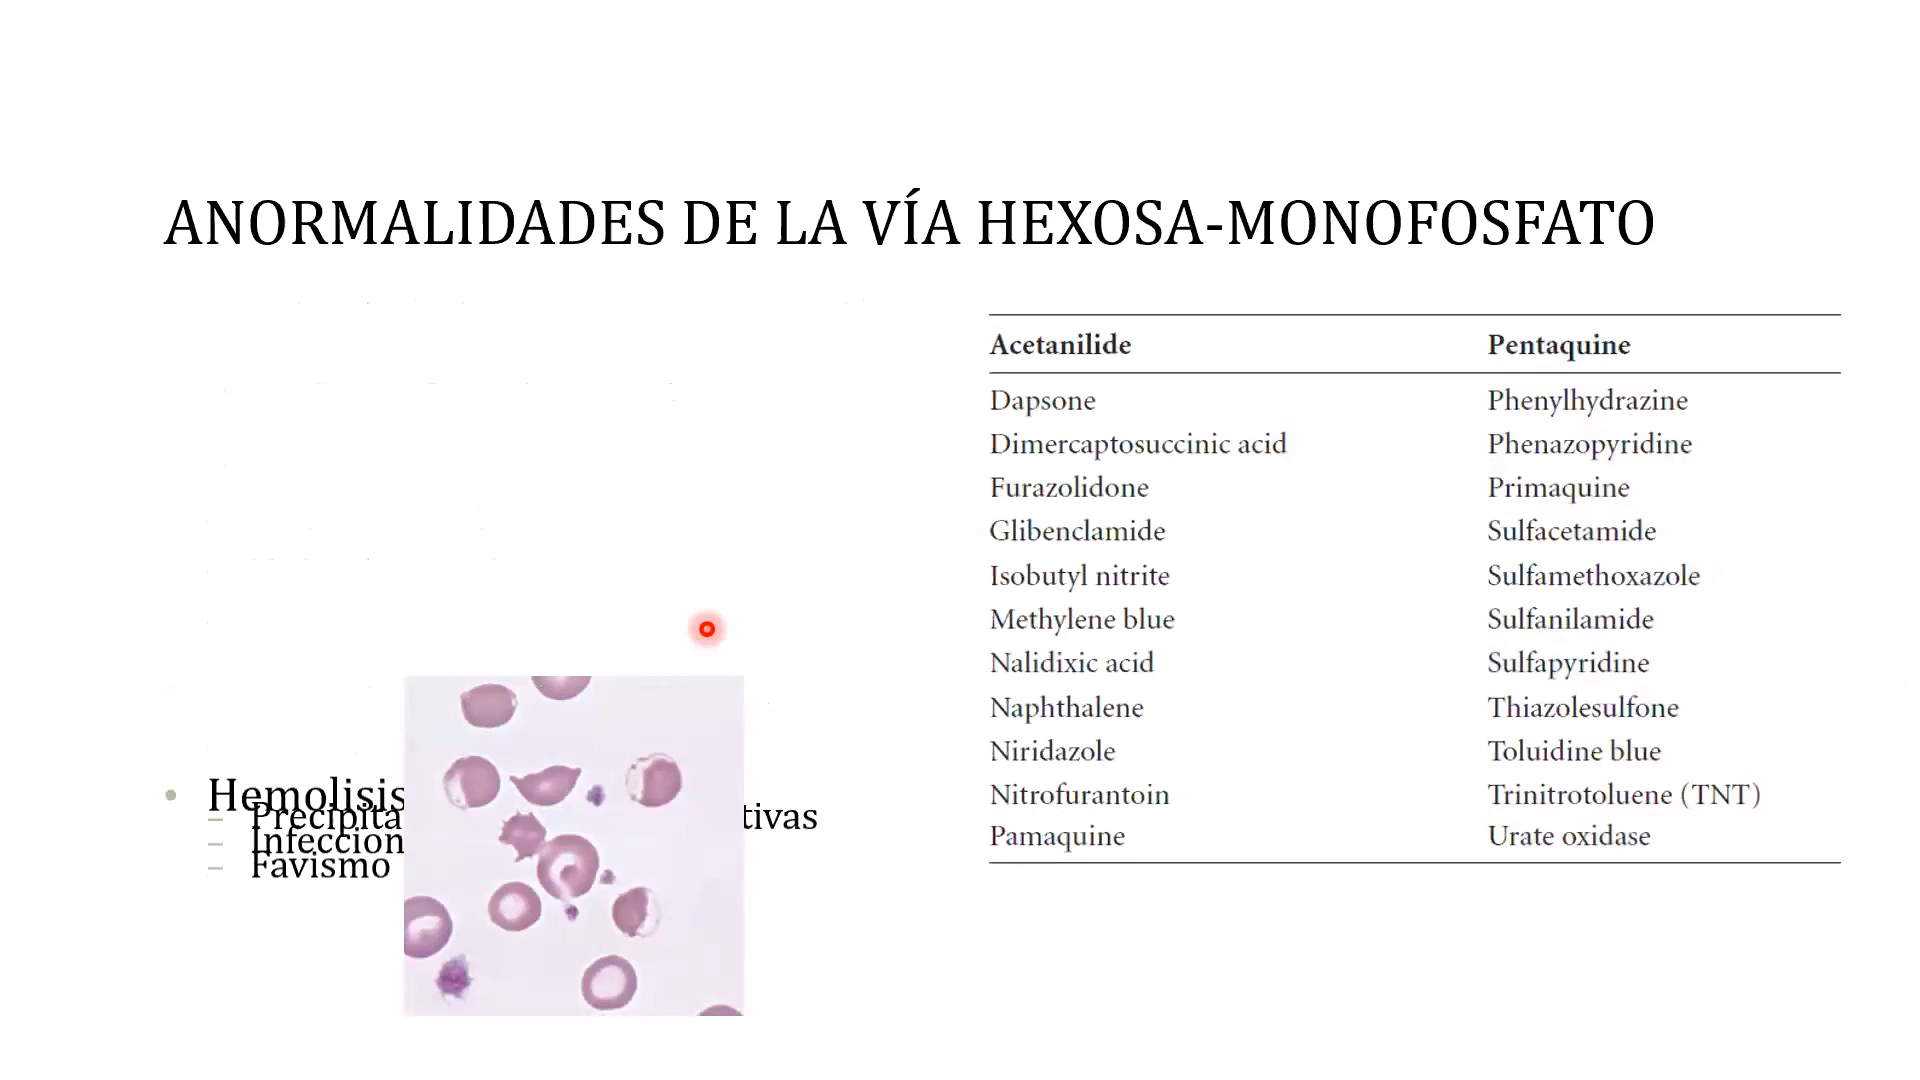 ANORMALIDADES DE LA VÍA HEXOSA-MONOFOSFATO
Hemolisis
Precipita tivas
Infeccion
Favismo
Acetanilide Pentaquine
Dapsone Phenylhydrazine
Dimercaptosuccinic acid Phenazopyridine
Furazolidone Primaquine
Glibenclamide Sulfacetamide
Isobutyl nitrite Sulfamethoxazole
Methylene blue Sulfanilamide
Nalidixic acid Sulfapyridine
Naphthalene Thiazolesulfone
Niridazole Toluidine blue
Nitrofurantoin Trinitrotoluene (TNT)
Pamaquine Urate oxidase